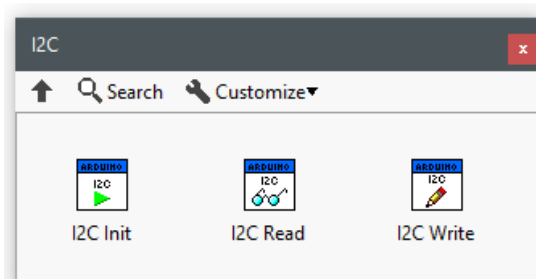 I2C
x
Search Customize
ARDUINO ARDUINO ARDUINO
I2C I2C I2C
I2C Init I2C Read I2C Write